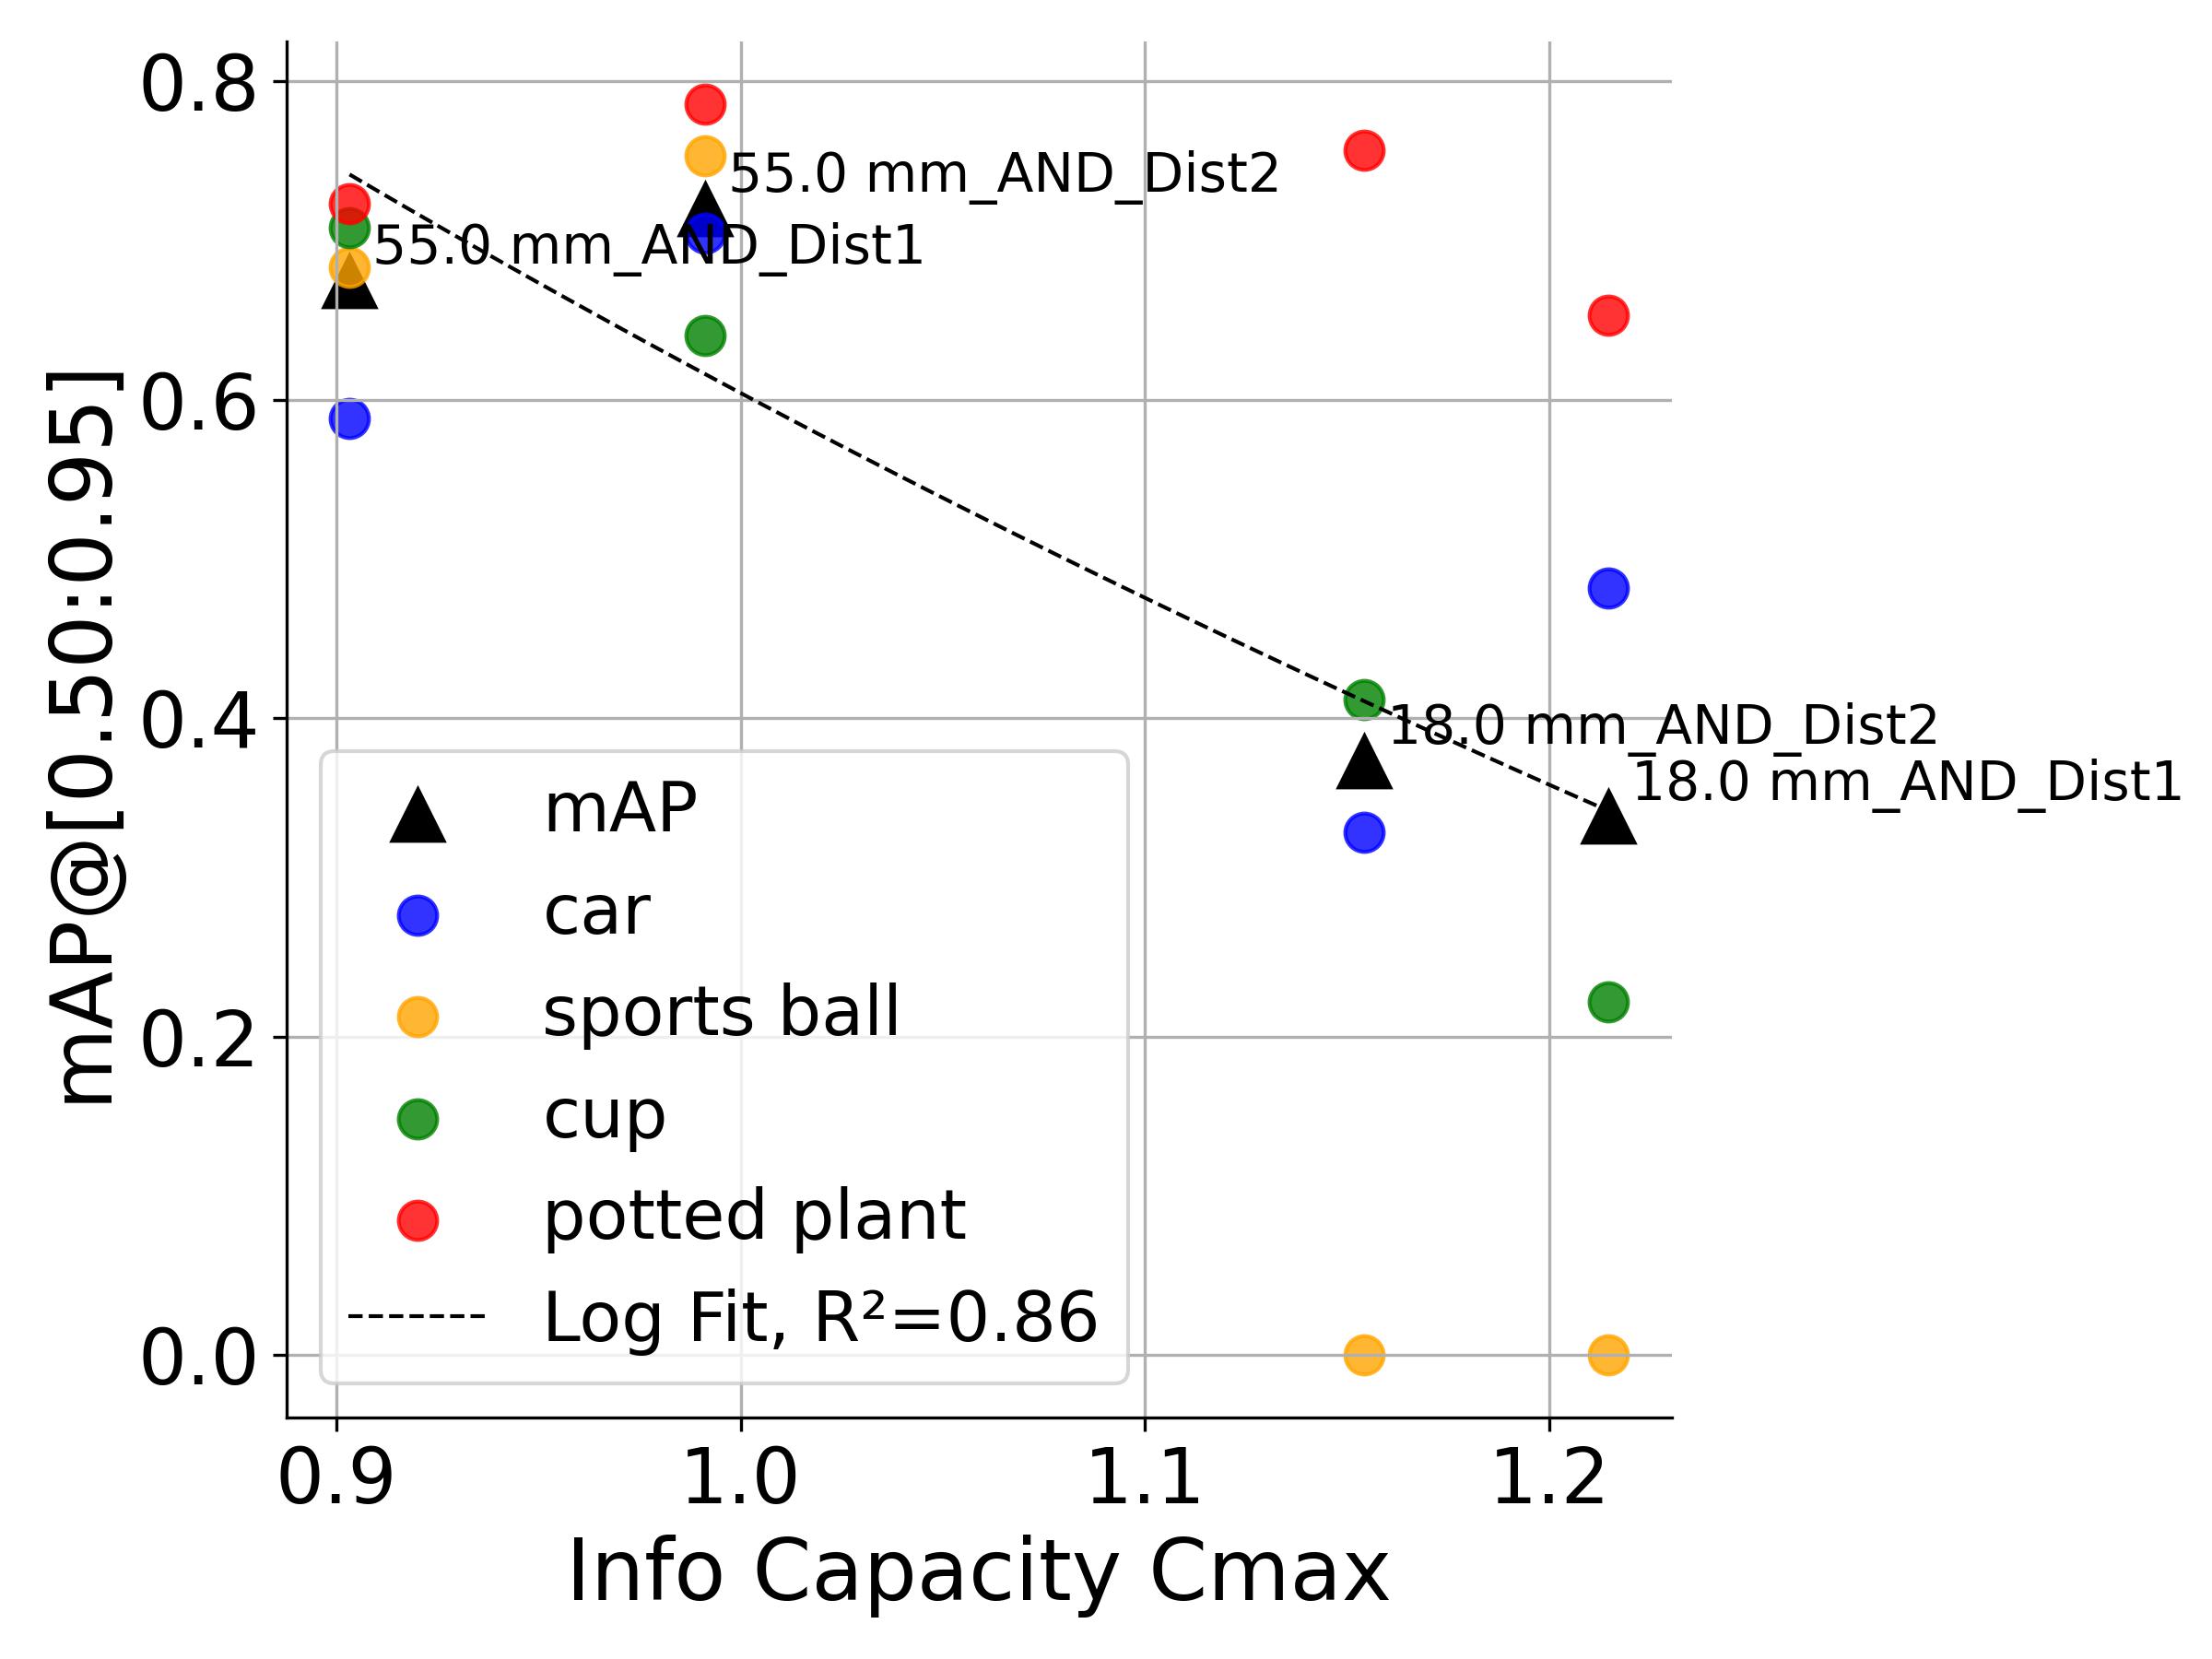 mAP@[0.50:0.95]
0.8
0.6
0.4
0.2
0.0
55.0 mm_AND_Dist2
55.0 mm_AND_Dist1
18.0 mm_AND_Dist2
18.0 mm_AND_Dist1
mAP
car
sports ball
cup
potted plant
Log Fit, R²=0.86
0.9 1.0 1.1 1.2
Info Capacity Cmax